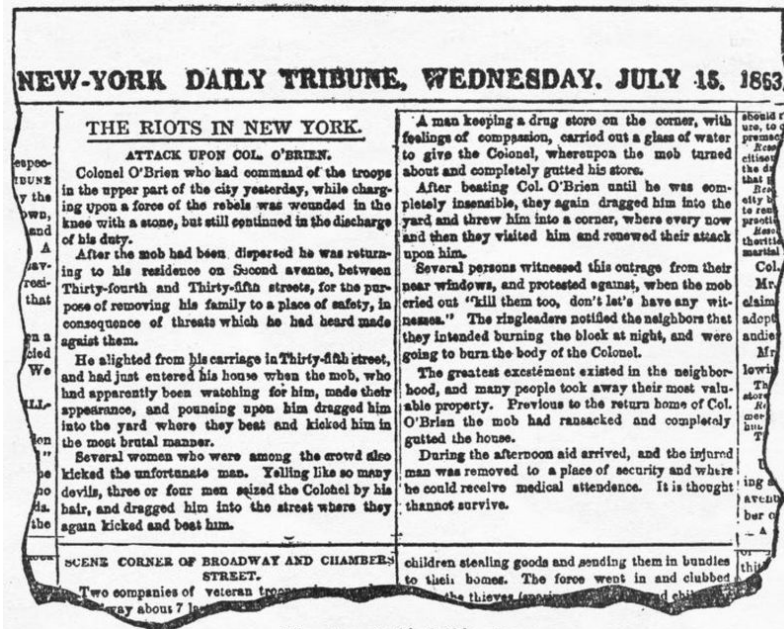 NEW-YORK DAILY TRIBUNE, WEDNESDAY, JULY 15, 1863
THE RIOTS IN NEW YORK.
ATTACK UPON COL. O'BRIEN.
Colonel O'Brien who had command of the troops
in the upper part of the city yesterday, while charg-
ing upon a force of the rebels was wounded in the
knee with a stone, but still continued in the discharge
of his duty.
After the mob had been dispersed he was return-
ing to his residence on Second avenue, between
Thirty-fourth and Thirty-fifth streets, for the pur-
pose of removing his family to a place of safety, in
consequence of threats which he had heard made
agaist them.
He alighted from his carriage in Thirty-fifth street,
and had just entered his house when the mob, who
had apparently been watching for him, made their
appearance, and pouncing upon him dragged him
into the yard where they beat and kicked him in
the most brutal manner.
Several women who were among the crowd also
kicked the unfortunate man. Yelling like so many
devils, three or four men seized the Colohel by his
hair, and dragged him into the street where they
again kicked and beat him.
A man keeping a drug store on the corner, with
feelings of compassion, carried out a glass of water
to give the Colonel, whereupon the mob turned
about and completely gutted his store.
After beating Col. O'Brien until he was com-
pletely insensible, they again dragged him into the
yard and threw him into a corner, where every now
and then they visited him and renewed their attack
upon him.
Several persons witnessed this outrage from their
near windows, and protested against, when the mob
cried out "kill them too, don't let's have any wit-
nesses." The ringleaders notified the neighbors that
they intended burning the block at night, and were
going to burn the body of the Colonel.
The greatest excstément existed in the neighbor-
hood, and many people took away their most valu-
able property. Previous to the return home of Col.
O'Brian the mob had ransacked and completely
gutted the house.
During the afternoon aid arrived, and the injured
man was removed to a place of security and where
he could receive medical attendence. It is thought
thannot survive.
SCENE CORNER OF BROADWAY AND CHAMBERS
STREET.
Two companies of veteran troops
way about 7
children stealing goods and sending them in bundles
to their homes. The force went in and clubbed
the thieves